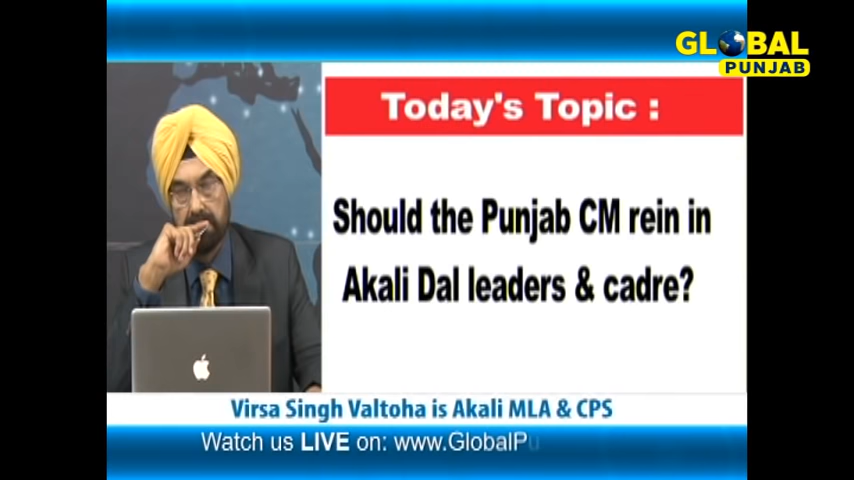 GLOBAL
PUNJAB
Today's Topic :
Should the Punjab CM rein in
Akali Dal leaders & cadre?
Virsa Singh Valtoha is Akali MLA & CPS
Watch us LIVE on: www.GlobalPu